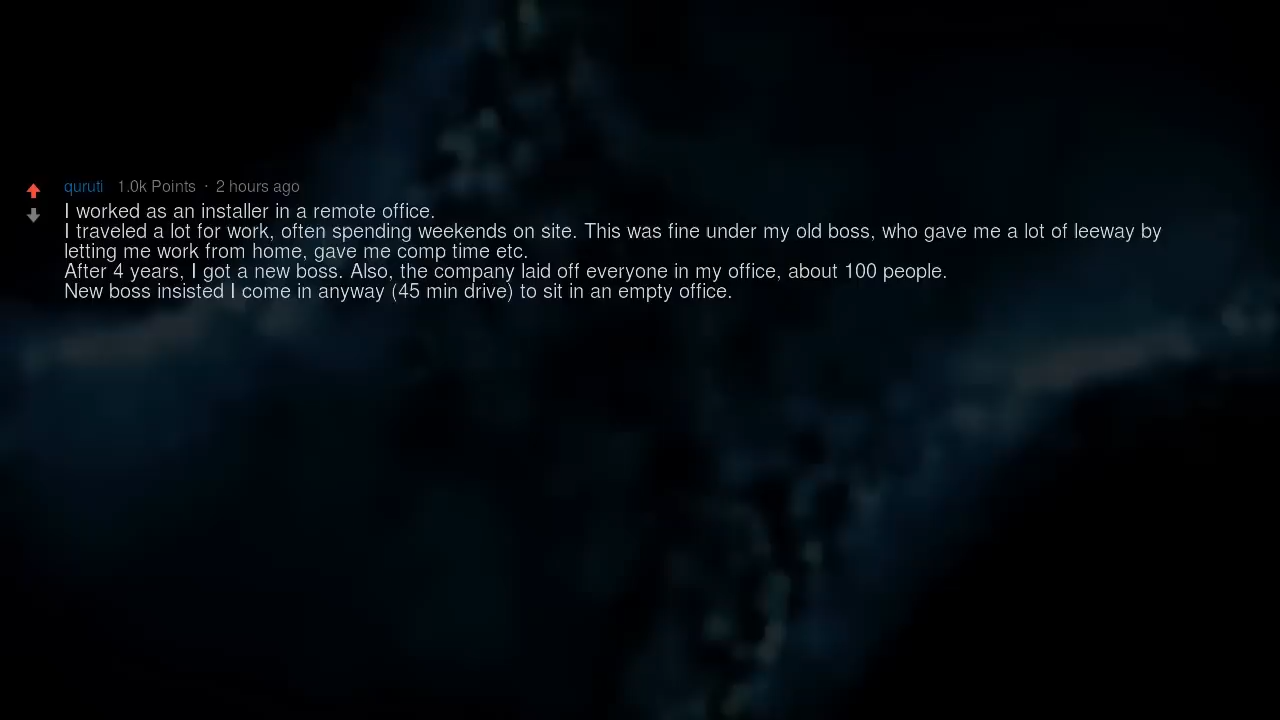 quruti 1.0k Points · 2 hours ago
I worked as an installer in a remote office.
I traveled a lot for work, often spending weekends on site. This was fine under my old boss, who gave me a lot of leeway by
letting me work from home, gave me comp time etc.
After 4 years, I got a new boss. Also, the company laid off everyone in my office, about 100 people.
New boss insisted I come in anyway (45 min drive) to sit in an empty office.